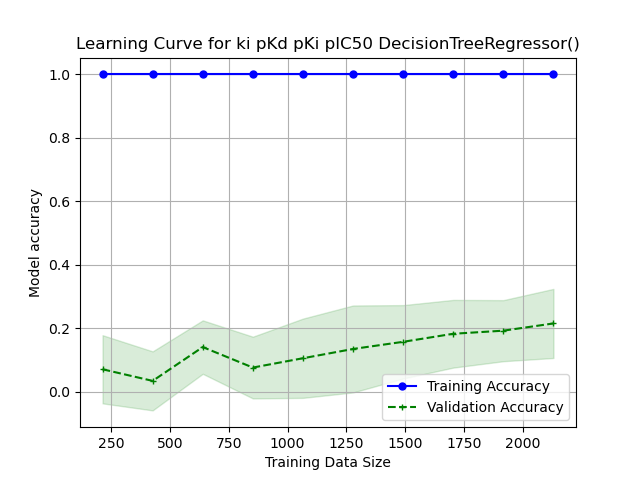 Learning Curve for ki pKd pKi pIC50 DecisionTreeRegressor()
1.0
0.8
0.6
0.4
0.2
0.0
Model accuracy
Training Accuracy
Validation Accuracy
250 500 750 1000 1250 1500 1750 2000
Training Data Size